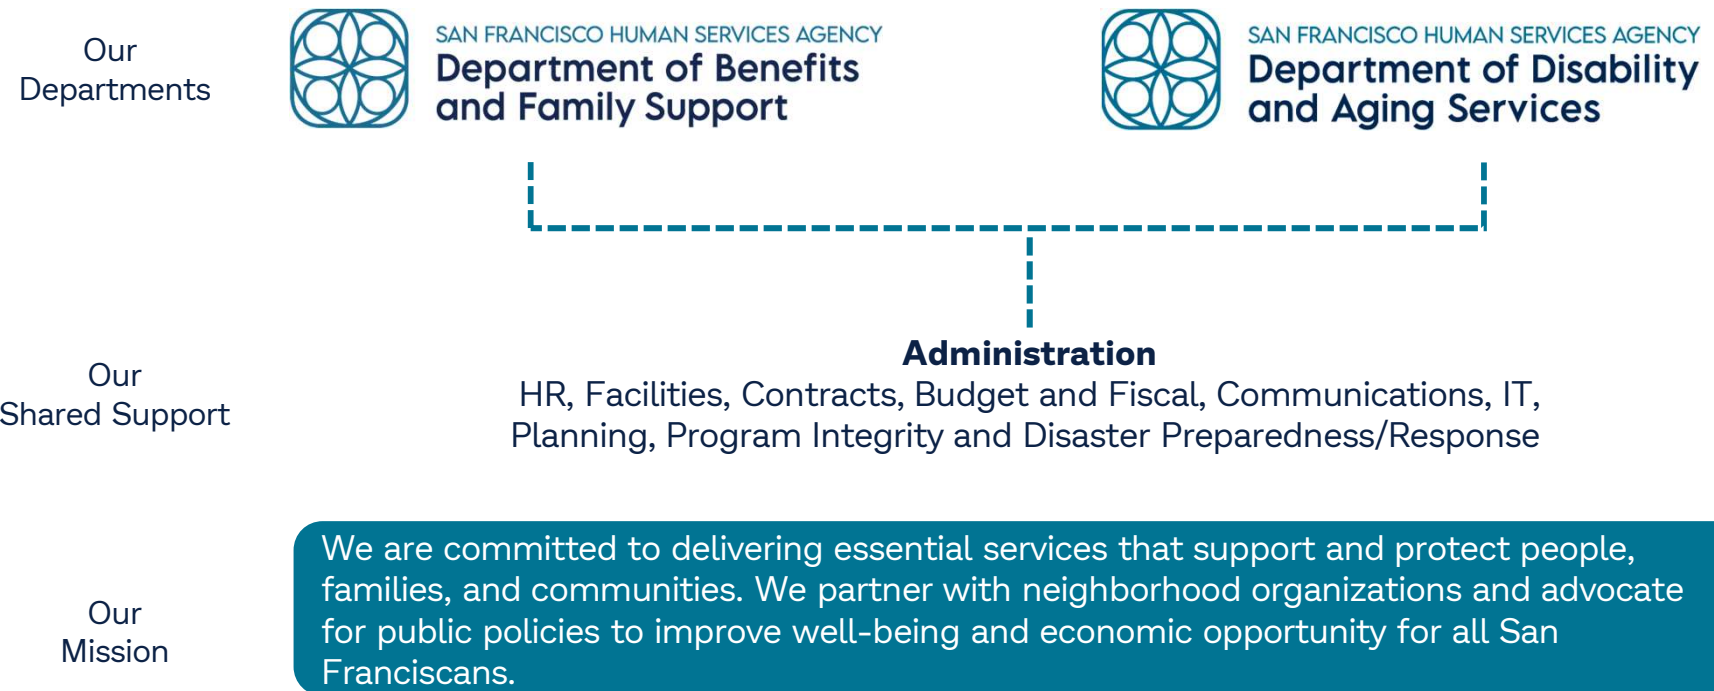 Our
Departments
SAN FRANCISCO HUMAN SERVICES AGENCY
Department of Benefits
and Family Support
SAN FRANCISCO HUMAN SERVICES AGENCY
Department of Disability
and Aging Services
Our
Shared Support
Administration
HR, Facilities, Contracts, Budget and Fiscal, Communications, IT,
Planning, Program Integrity and Disaster Preparedness/Response
Our
Mission
We are committed to delivering essential services that support and protect people,
families, and communities. We partner with neighborhood organizations and advocate
for public policies to improve well-being and economic opportunity for all San
Franciscans.